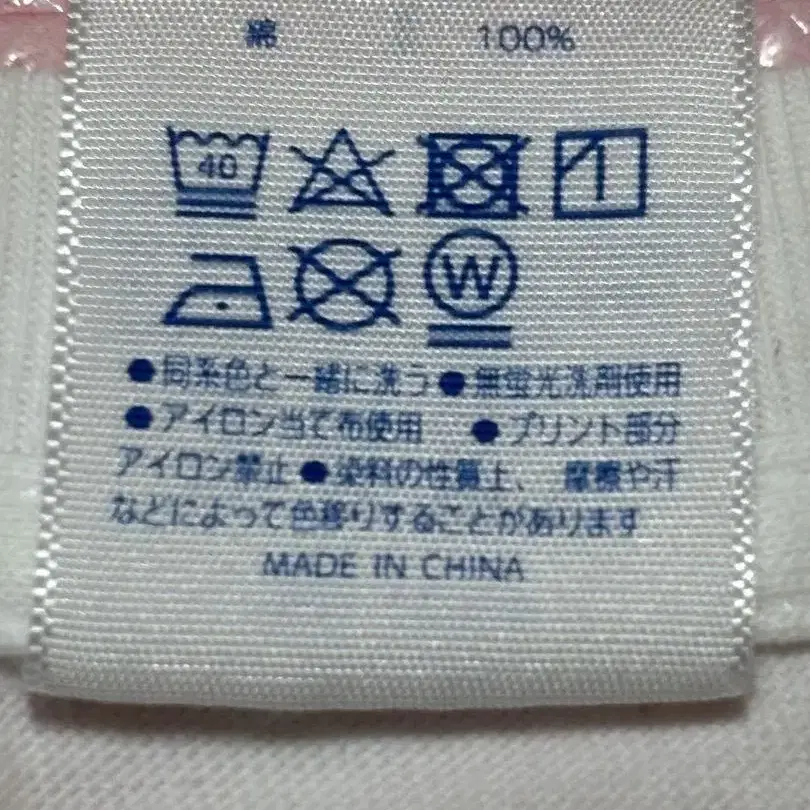 綿 100%
40
W
●同系色と一緒に洗う●無蛍光洗剤使用
●アイロン当て布使用 ●プリント部分
アイロン禁止●染料の性質上、摩擦や汗
などによって色移りすることがあります
MADE IN CHINA